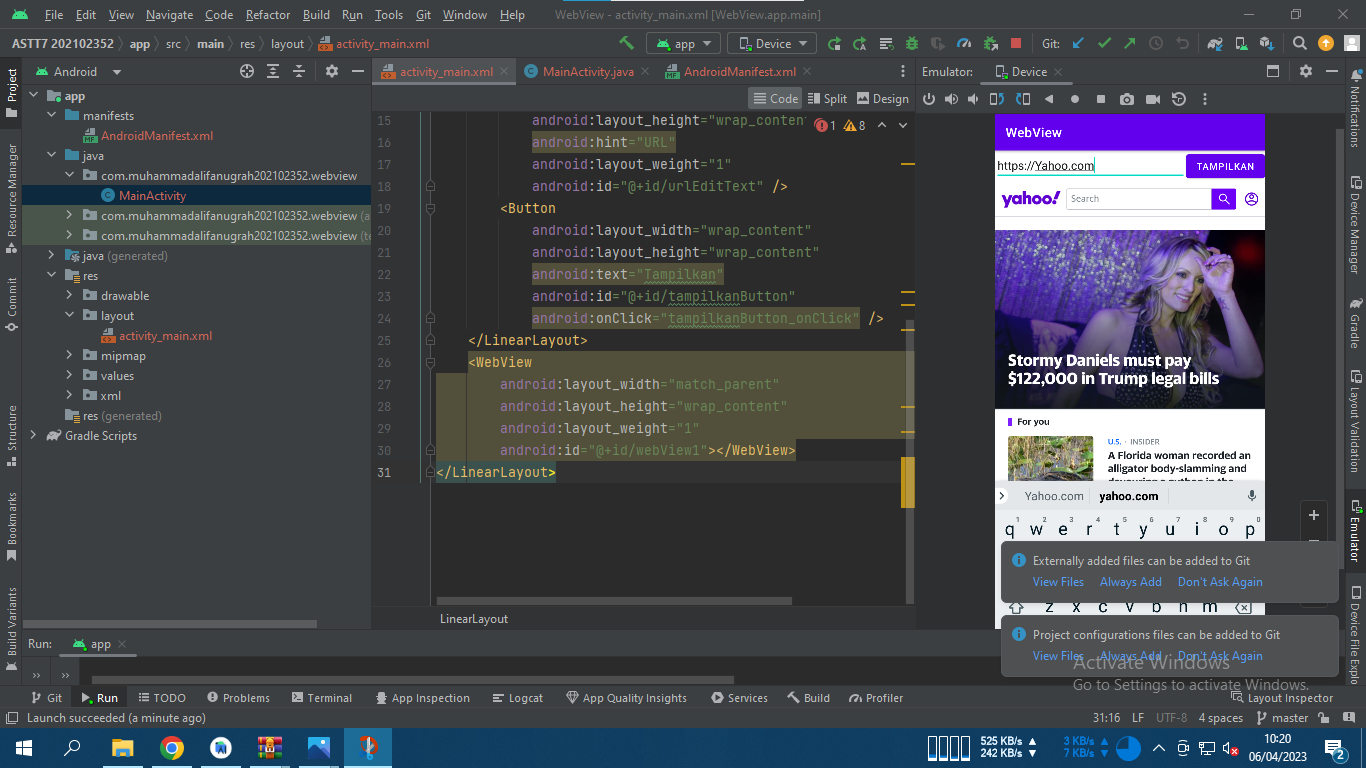 File Edit View Navigate Code Refactor Build Run Tools Git Window Help WebView - activity_main.xml [WebView.app.main]
ASTT7 202102352 app src main res layout activity_main.xml app Device Git:
Android activity_main.xml MainActivity.java AndroidManifest.xml Emulator: Device
Code Split Design
Project
Resource Manager
Commit
Structure
Bookmarks
Build Variants
app
manifests
AndroidManifest.xml
java
com.muhammadalifanugrah202102352.webview
MainActivity
com.muhammadalifanugrah202102352.webview (a
com.muhammadalifanugrah202102352.webview (te
java (generated)
res
drawable
layout
activity_main.xml
mipmap
values
xml
res (generated)
Gradle Scripts
1 8
15 android:layout_height="wrap_conten
16 android:hint="URL"
17 android:layout_weight="1"
18 android:id="@+id/urlEditText" />
19 <Button
20 android:layout_width="wrap_content"
21 android:layout_height="wrap_content"
22 android:text="Tampilkan"
23 android:id="@+id/tampilkanButton"
24 android:onClick="tampilkanButton_onClick" />
25 </LinearLayout>
26 <WebView
27 android:layout_width="match_parent"
28 android:layout_height="wrap_content"
29 android:layout_weight="1"
30 android:id="@+id/webView1"></WebView>
31 </LinearLayout>
LinearLayout
WebView
https://Yahoo.com TAMPILKAN
yahoo! Search
Stormy Daniels must pay
$122,000 in Trump legal bills
For you
U.S. · INSIDER
A Florida woman recorded an
alligator body-slamming and
devouring a python in the
Yahoo.com yahoo.com
q 1 w 2 e 3 r 4 t 5 y 6 u 7 i 8 o 9 p 0
z x c v b n m
Externally added files can be added to Git
View Files Always Add Don't Ask Again
Project configurations files can be added to Git
View Files Always Add Don't Ask Again
Activate Windows
Go to Settings to activate Windows.
Notifications
Device Manager
Gradle
Layout Validation
Emulator
Device File Explo
Run: app
Git Run TODO Problems Terminal App Inspection Logcat App Quality Insights Services Build Profiler Layout Inspector
Launch succeeded (a minute ago) 31:16 LF UTF-8 4 spaces master
525 KB/s 3 KB/s 10:20
242 KB/s 7 KB/s 06/04/2023
2